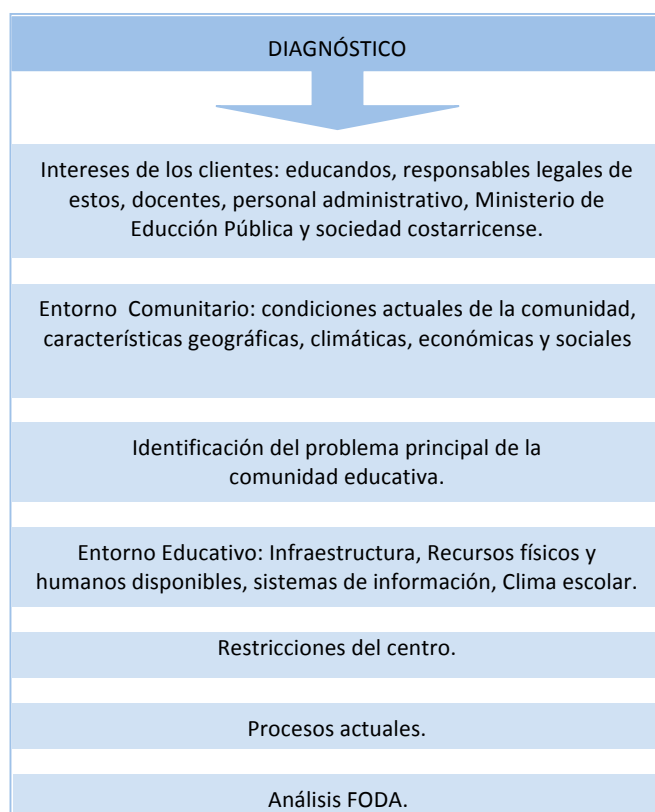 DIAGNÓSTICO
Intereses de los clientes: educandos, responsables legales de
estos, docentes, personal administrativo, Ministerio de
Educción Pública y sociedad costarricense.
Entorno  Comunitario: condiciones actuales de la comunidad,
características geográficas, climáticas, económicas y sociales
Identificación del problema principal de la
comunidad educativa.
Entorno Educativo: Infraestructura, Recursos físicos y
humanos disponibles, sistemas de información, Clima escolar.
Restricciones del centro.
Procesos actuales.
Análisis FODA.